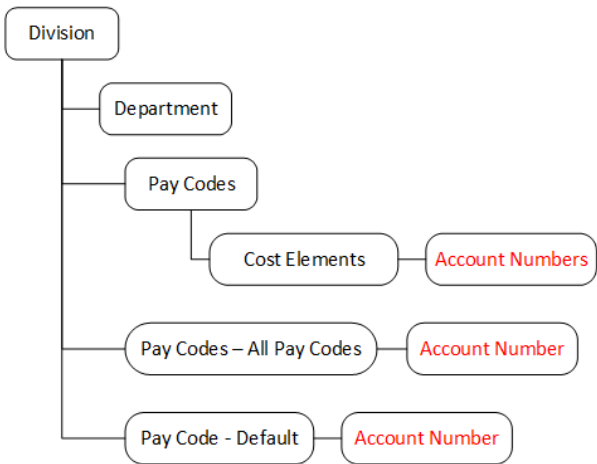 Division
Department
Pay Codes
Cost Elements
Account Numbers
Pay Codes – All Pay Codes
Account Number
Pay Code - Default
Account Number